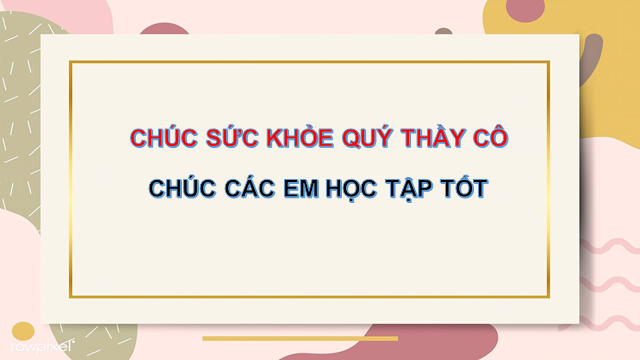 CHÚC SỨC KHỎE QUÝ THẦY CÔ
CHÚC CÁC EM HỌC TẬP TỐT
rawpixel